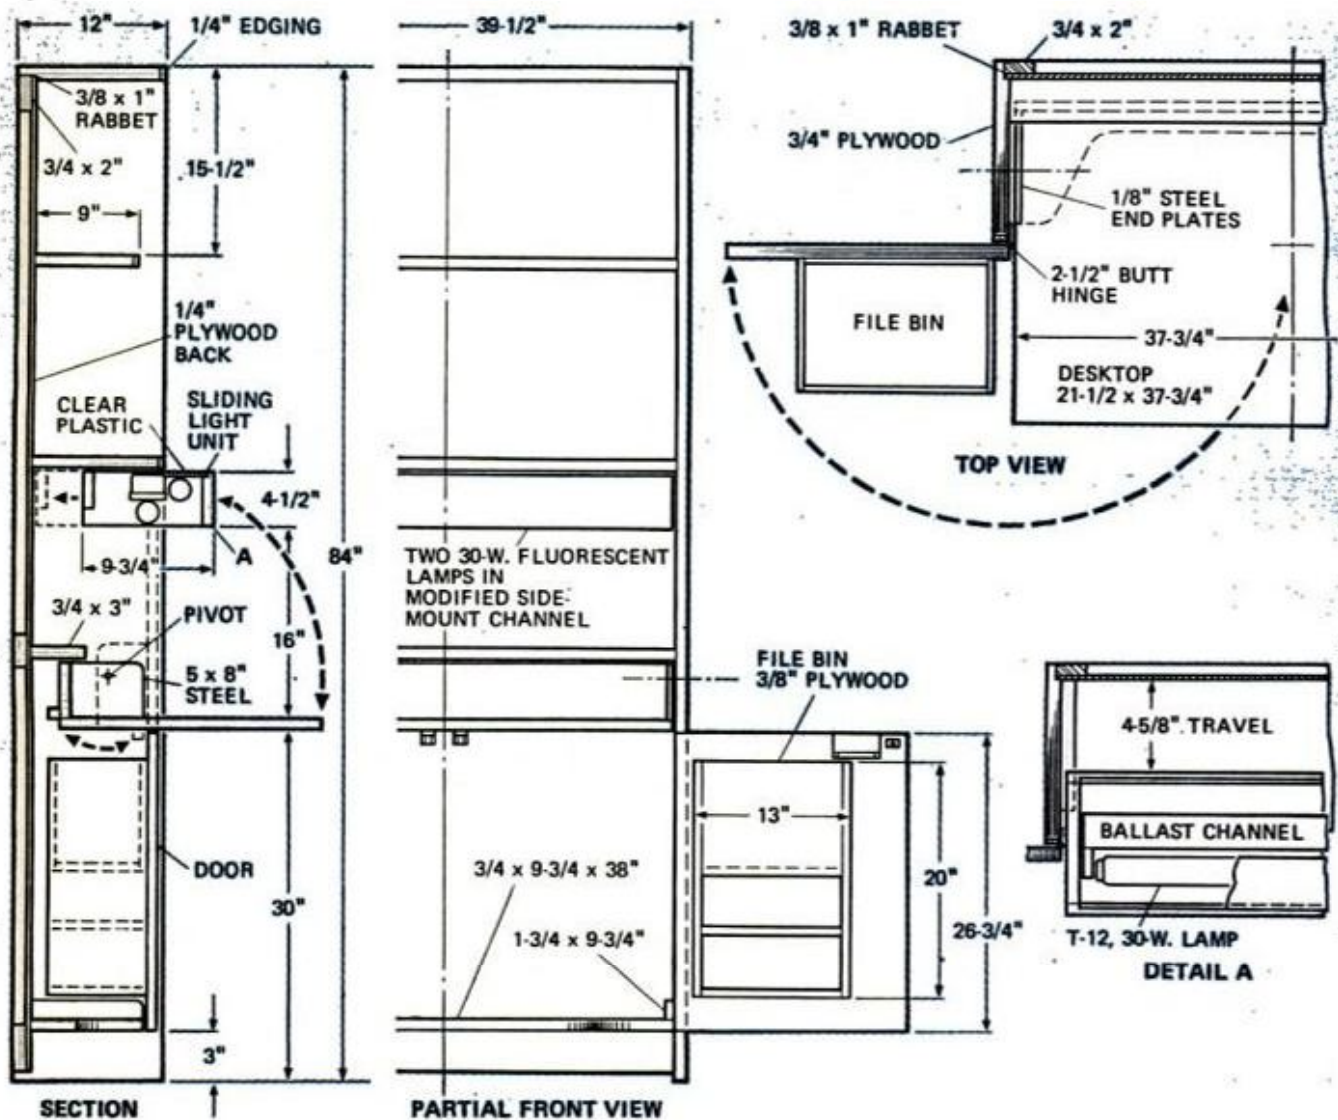 12"
1/4" EDGING
3/8 x 1"
RABBET
3/4 x 2"
15-1/2"
9"
1/4"
PLYWOOD
BACK
CLEAR
PLASTIC
SLIDING
LIGHT
UNIT
4-1/2"
9-3/4"
A
84"
3/4 x 3"
PIVOT
16"
5 x 8"
STEEL
DOOR
30"
3"
SECTION
39-1/2"
TWO 30-W. FLUORESCENT
LAMPS IN
MODIFIED SIDE-
MOUNT CHANNEL
FILE BIN
3/8" PLYWOOD
13"
3/4 x 9-3/4 x 38"
1-3/4 x 9-3/4"
20"
26-3/4"
PARTIAL FRONT VIEW
3/8 x 1" RABBET
3/4 x 2"
3/4" PLYWOOD
1/8" STEEL
END PLATES
2-1/2" BUTT
HINGE
FILE BIN
37-3/4"
DESKTOP
21-1/2 x 37-3/4"
TOP VIEW
4-5/8" TRAVEL
BALLAST CHANNEL
T-12, 30-W. LAMP
DETAIL A